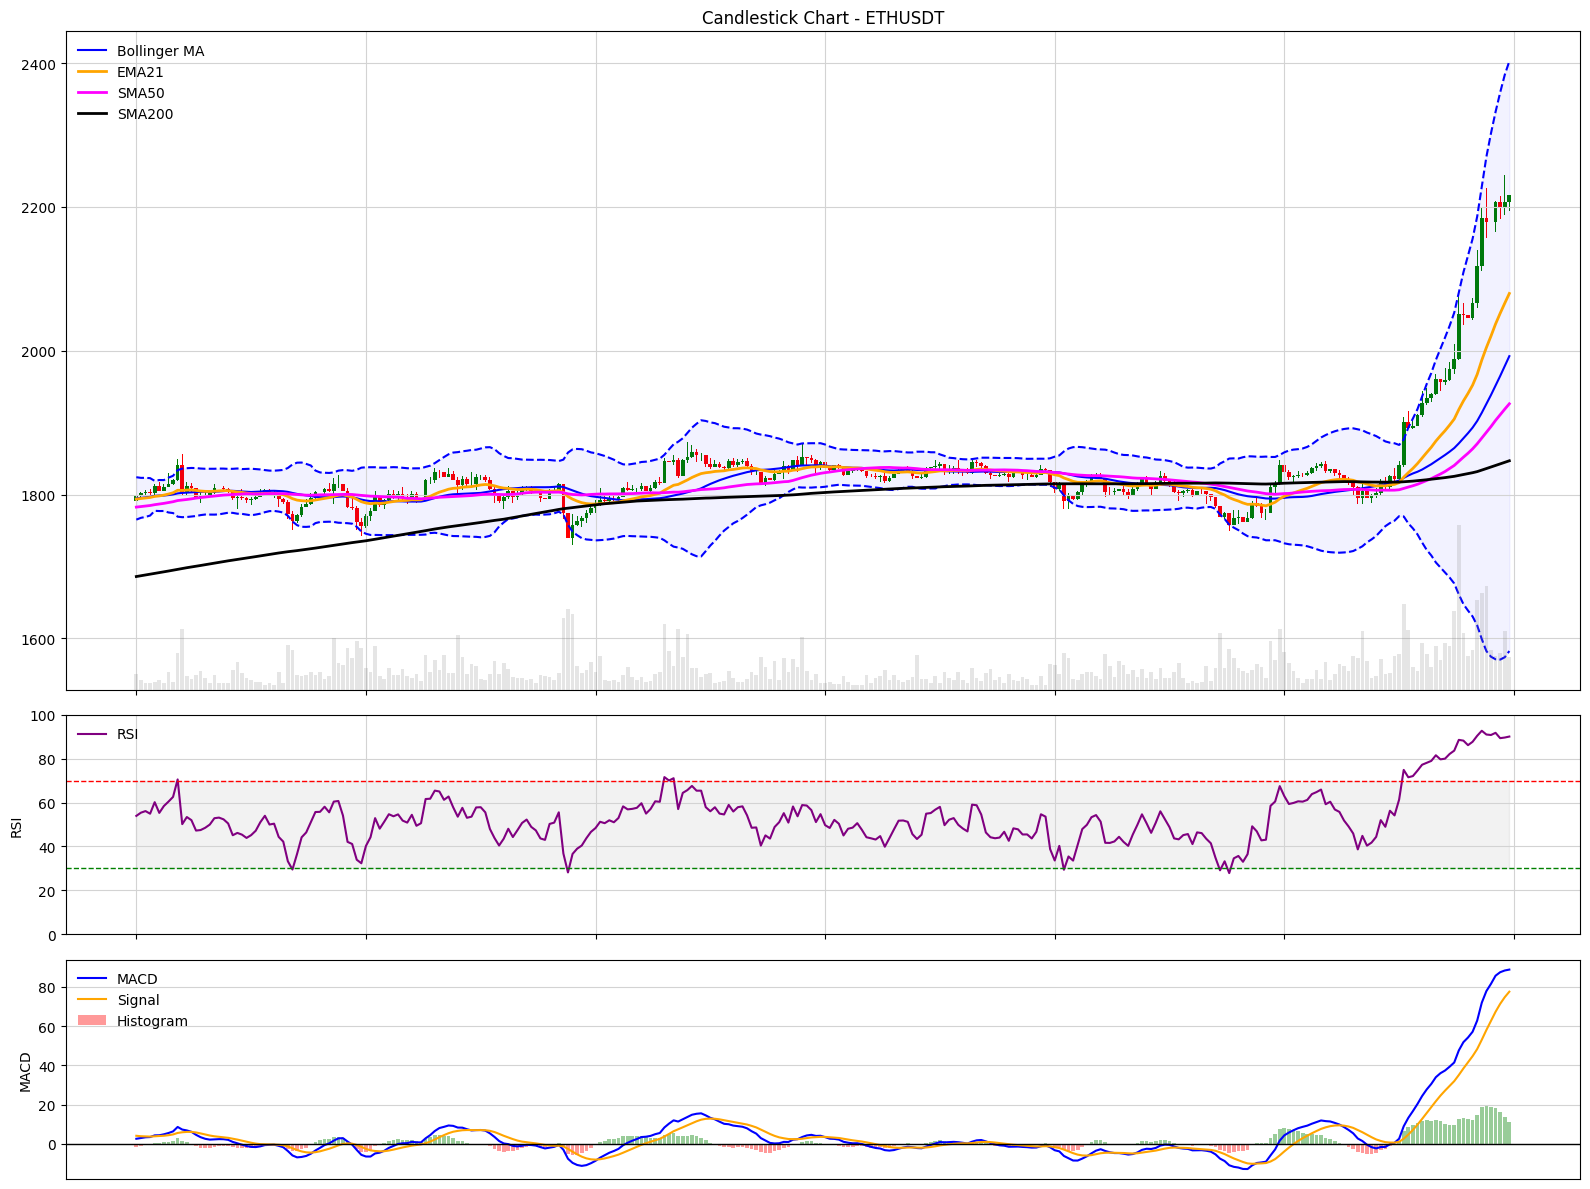 Candlestick Chart - ETHUSDT
Bollinger MA
EMA21
SMA50
SMA200
2400
2200
2000
1800
1600
RSI
100
80
60
40
20
0
RSI
MACD
Signal
Histogram
80
60
40
20
0
MACD